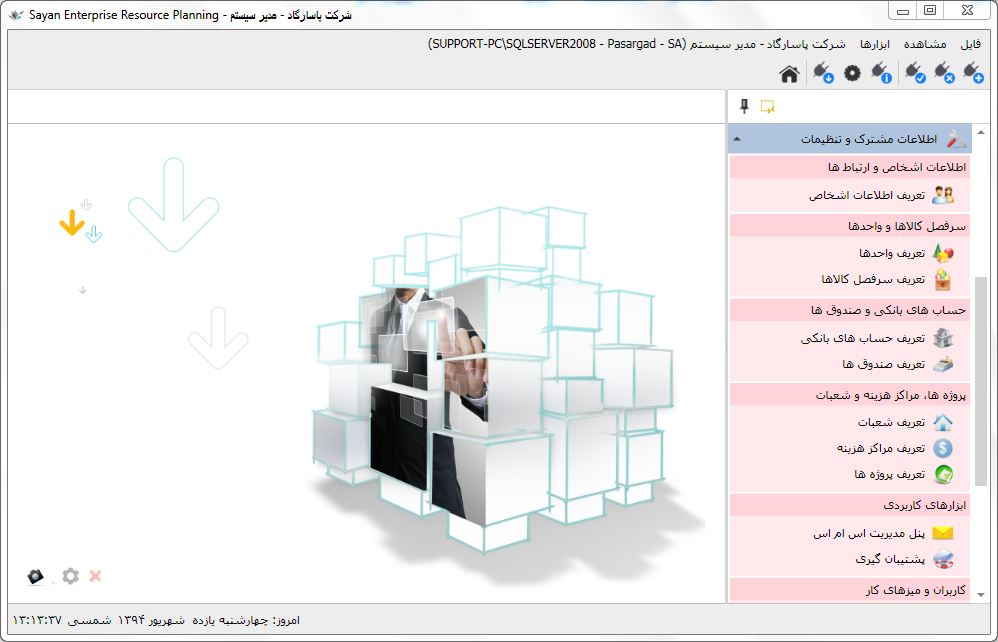 Sayan Enterprise Resource Planning - شرکت پاسارگاد - مدیر سیستم
فایل مشاهده ابزارها شرکت پاسارگاد - مدیر سیستم (SUPPORT-PC\SQLSERVER2008 - Pasargad - SA)
اطلاعات مشترک و تنظیمات
اطلاعات اشخاص و ارتباط ها
تعریف اطلاعات اشخاص
سرفصل کالاها و واحدها
تعریف واحدها
تعریف سرفصل کالاها
حساب های بانکی و صندوق ها
تعریف حساب های بانکی
تعریف صندوق ها
پروژه ها، مراکز هزینه و شعبات
تعریف شعبات
تعریف مراکز هزینه
تعریف پروژه ها
ابزارهای کاربردی
پنل مدیریت اس ام اس
پشتیبان گیری
کاربران و میزهای کار
امروز: چهارشنبه یازده شهریور ۱۳۹۴ شمسی ۱۳:۱۳:۳۷